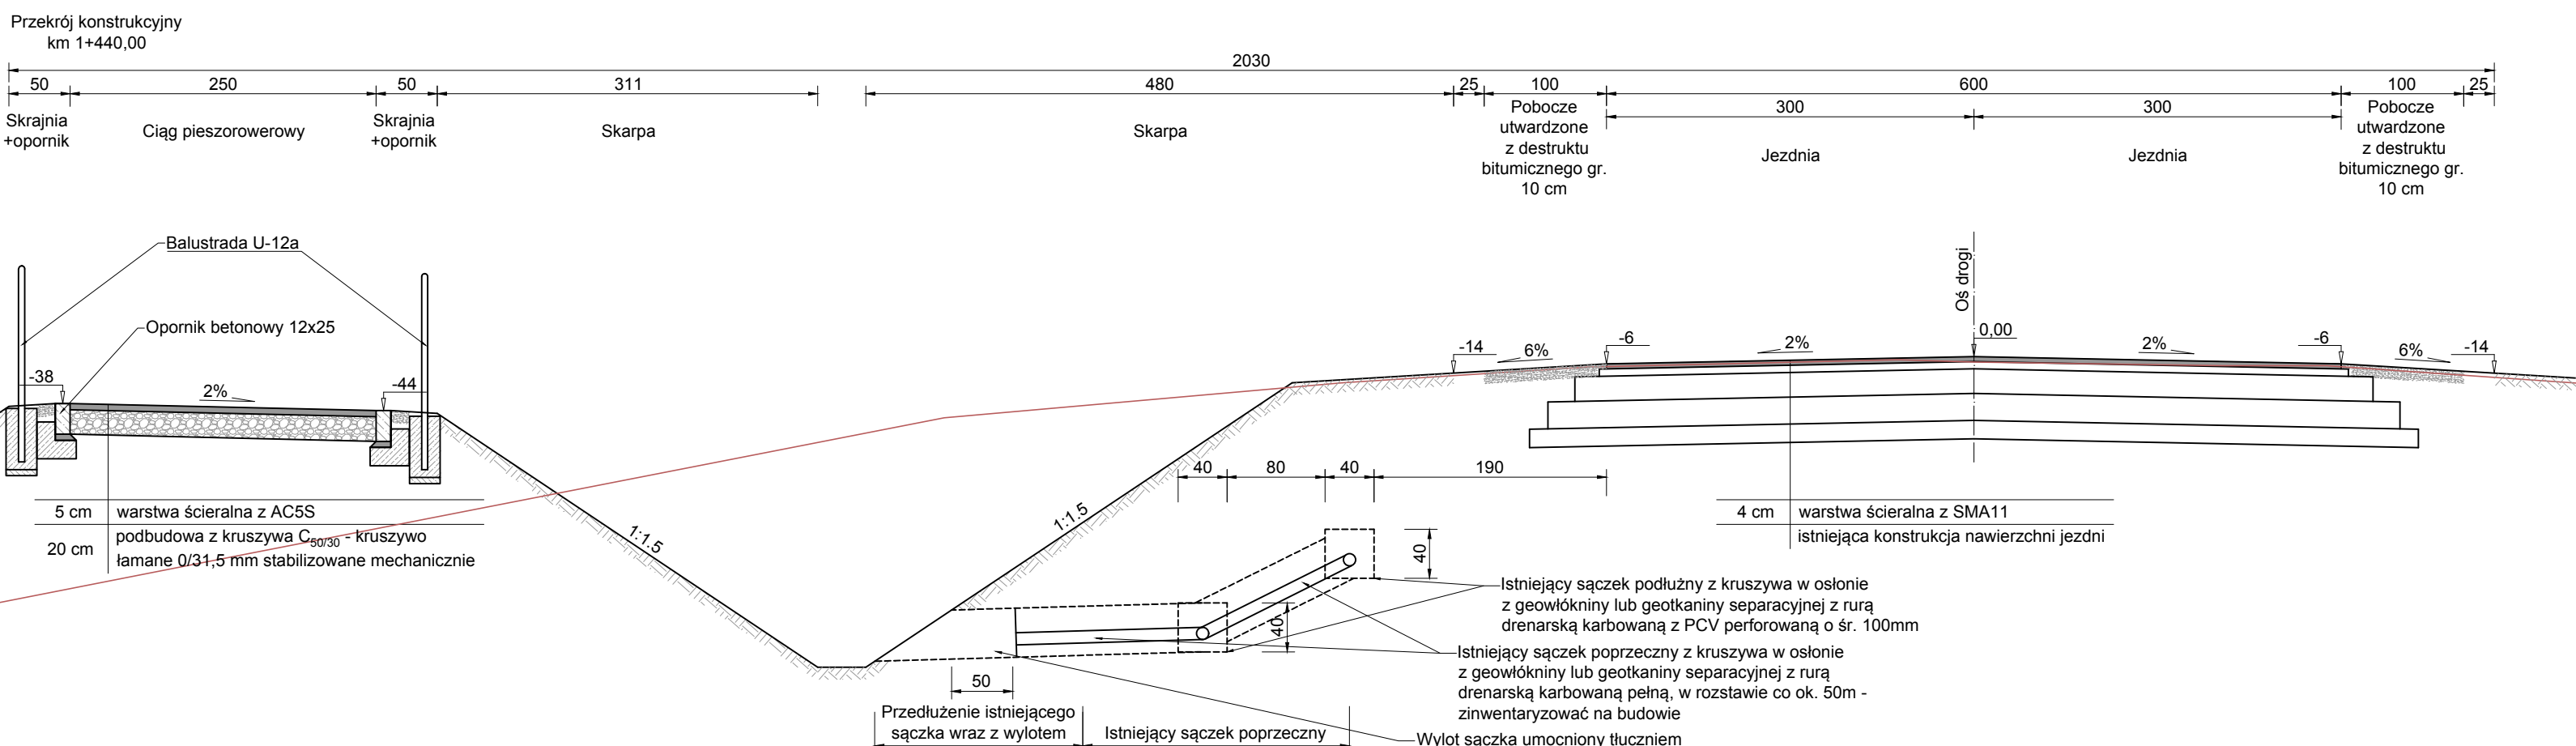 Przekrój konstrukcyjny
km 1+440,00
2030
50 250 50 311 480 25 100 600 100 25
300 300
Skrajnia
+opornik
Ciąg pieszorowerowy
Skrajnia
+opornik
Skarpa
Skarpa
Pobocze
utwardzone
z destruktu
bitumicznego gr.
10 cm
Jezdnia
Jezdnia
Pobocze
utwardzone
z destruktu
bitumicznego gr.
10 cm
Balustrada U-12a
Opornik betonowy 12x25
Oś drogi
-38
2%
-44
-14
6%
-6
2%
0,00
2%
-6
6%
-14
40 80 40 190
5 cm warstwa ścieralna z AC5S
20 cm podbudowa z kruszywa C50/30 - kruszywo
łamane 0/31,5 mm stabilizowane mechanicznie
1:1.5
1:1.5
4 cm warstwa ścieralna z SMA11
istniejąca konstrukcja nawierzchni jezdni
40
40
Istniejący sączek podłużny z kruszywa w osłonie
z geowłókniny lub geotkaniny separacyjnej z rurą
drenarską karbowaną z PCV perforowaną o śr. 100mm
Istniejący sączek poprzeczny z kruszywa w osłonie
z geowłókniny lub geotkaniny separacyjnej z rurą
drenarską karbowaną pełną, w rozstawie co ok. 50m -
zinwentaryzować na budowie
50
Przedłużenie istniejącego
sączka wraz z wylotem
Istniejący sączek poprzeczny
Wylot sączka umocniony tłuczniem